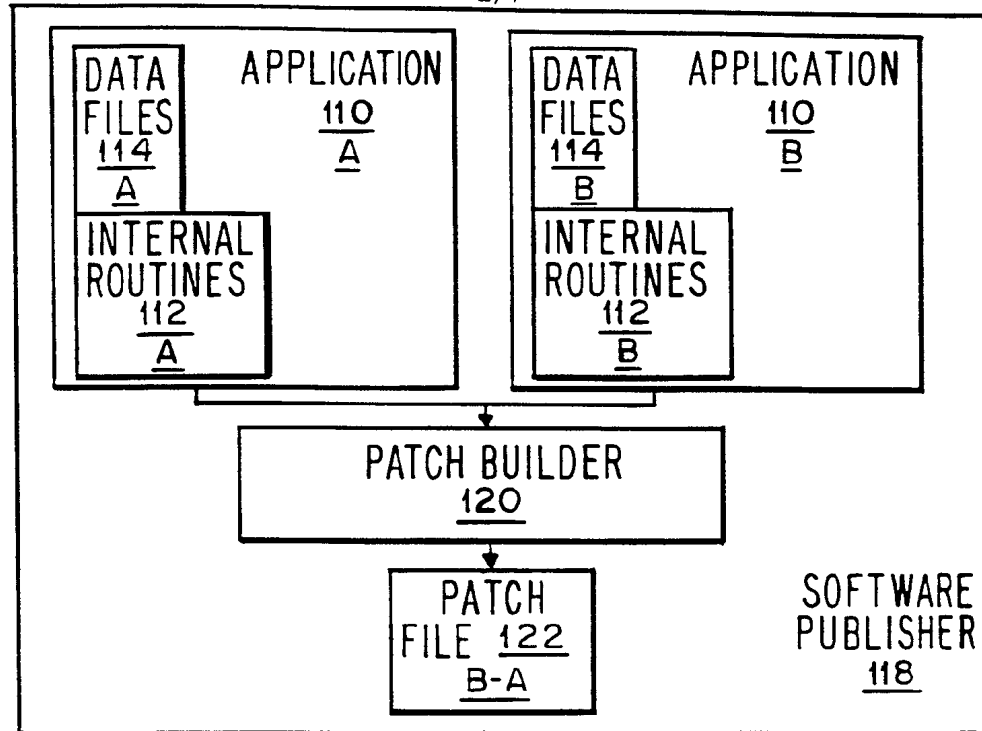 DATA
FILES
114
A
APPLICATION
110
A
INTERNAL
ROUTINES
112
A
DATA
FILES
114
B
APPLICATION
110
B
INTERNAL
ROUTINES
112
B
PATCH BUILDER
120
PATCH
FILE 122
B-A
SOFTWARE
PUBLISHER
118